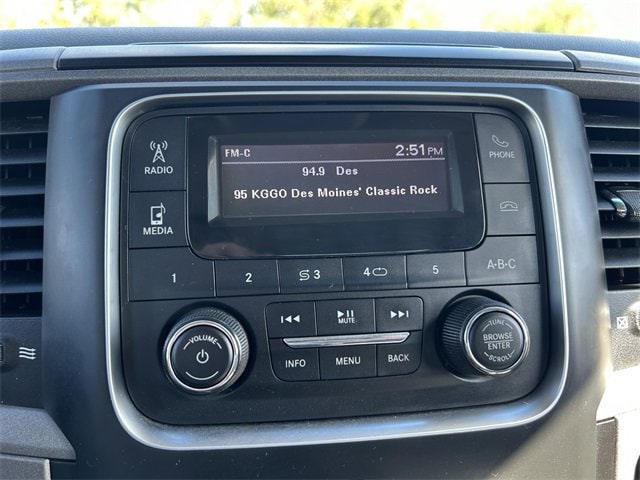 FM-C 2:51PM
94.9 Des
95 KGGO Des Moines' Classic Rock
RADIO
MEDIA
PHONE
1
2
3
4
5
A-B-C
VOLUME
MUTE
INFO
MENU
BACK
TUNE
BROWSE
ENTER
SCROLL